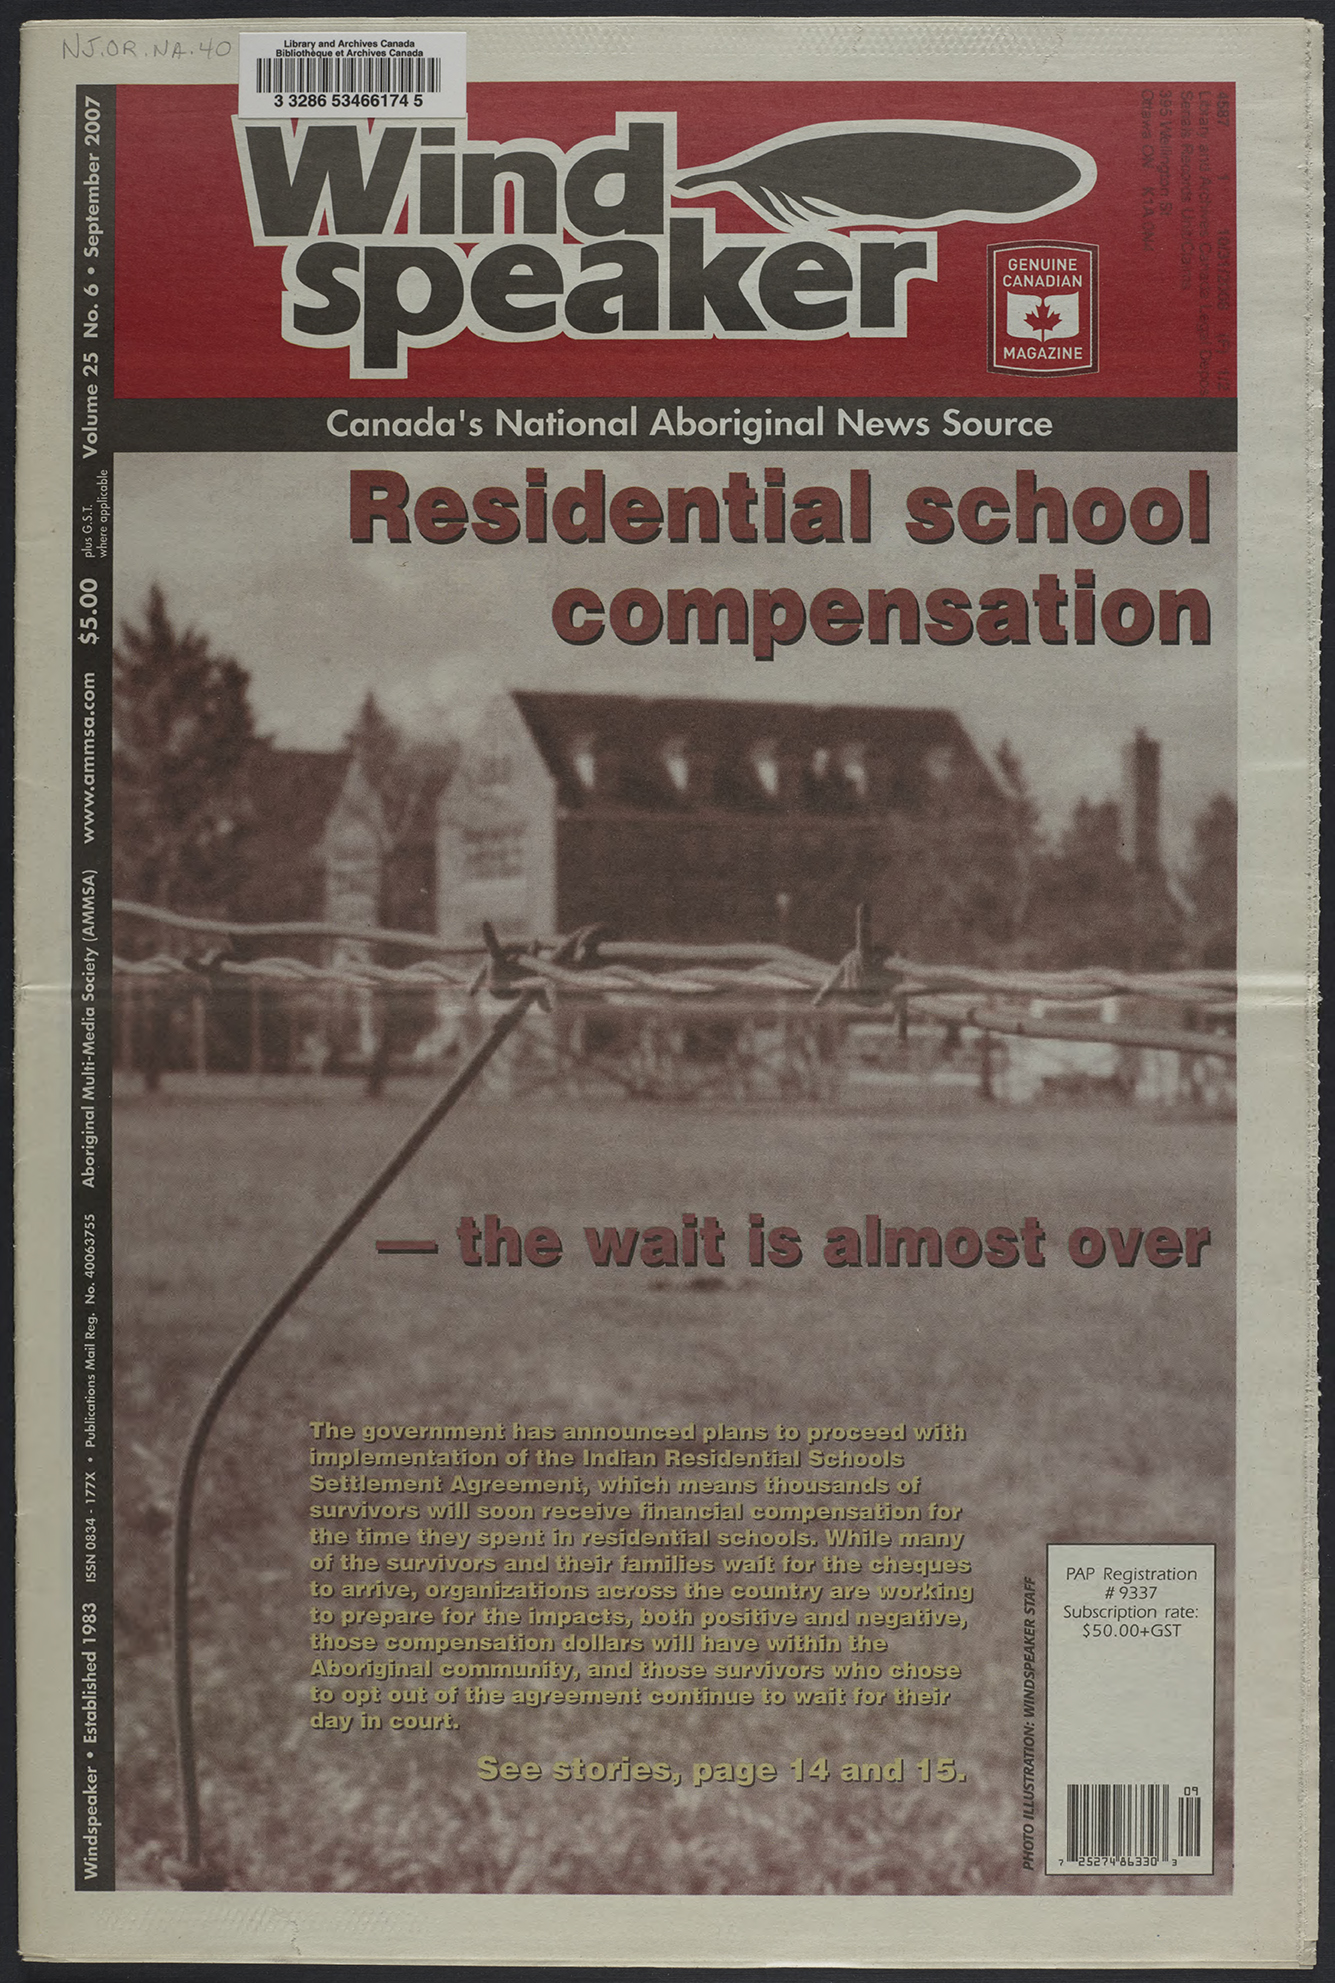 NJ.OR.NA.40
Library and Archives Canada
Bibliothèque et Archives Canada
3 3286 53466174 5
Wind
speaker
GENUINE
CANADIAN
MAGAZINE
Canada's National Aboriginal News Source
Windspeaker • Established 1983 ISSN 0834 - 177X • Publications Mail Reg. No. 40063755 Aboriginal Multi-Media Society (AMMSA) www.ammsa.com $5.00 plus G.S.T. where applicable Volume 25 No. 6 • September 2007
Residential school
compensation
— the wait is almost over
The government has announced plans to proceed with
implementation of the Indian Residential Schools
Settlement Agreement, which means thousands of
survivors will soon receive financial compensation for
the time they spent in residential schools. While many
of the survivors and their families wait for the cheques
to arrive, organizations across the country are working
to prepare for the impacts, both positive and negative,
those compensation dollars will have within the
Aboriginal community, and those survivors who chose
to opt out of the agreement continue to wait for their
day in court.
See stories, page 14 and 15.
PHOTO ILLUSTRATION: WINDSPEAKER STAFF
PAP Registration
# 9337
Subscription rate:
$50.00+GST
09
7 25274 86330 3